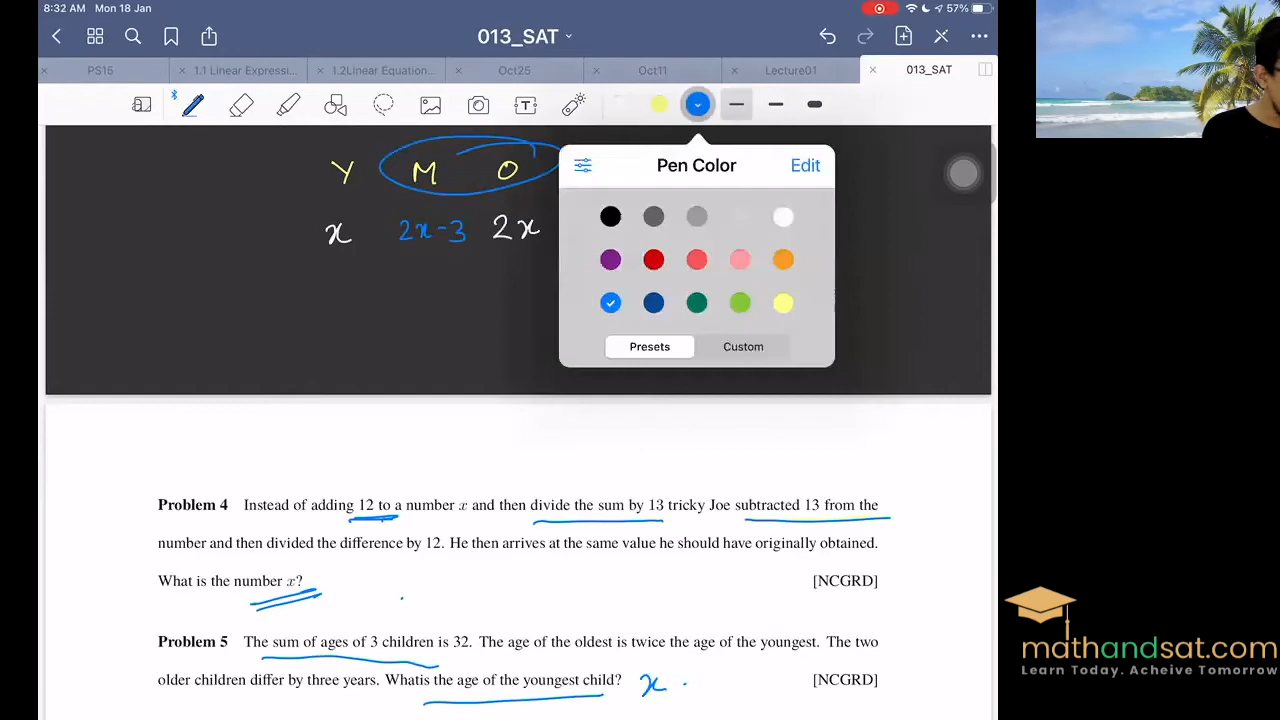 8:32 AM Mon 18 Jan
57%
013_SAT
PS15
1.1 Linear Expressi...
1.2Linear Equation...
Oct25
Oct11
Lecture01
013_SAT
Y M O
x 2x-3 2x
Pen Color
Edit
Presets
Custom
Problem 4 Instead of adding 12 to a number x and then divide the sum by 13 tricky Joe subtracted 13 from the
number and then divided the difference by 12. He then arrives at the same value he should have originally obtained.
What is the number x? [NCGRD]
Problem 5 The sum of ages of 3 children is 32. The age of the oldest is twice the age of the youngest. The two
older children differ by three years. Whatis the age of the youngest child? x [NCGRD]
mathandsat.com
Learn Today. Acheive Tomorrow